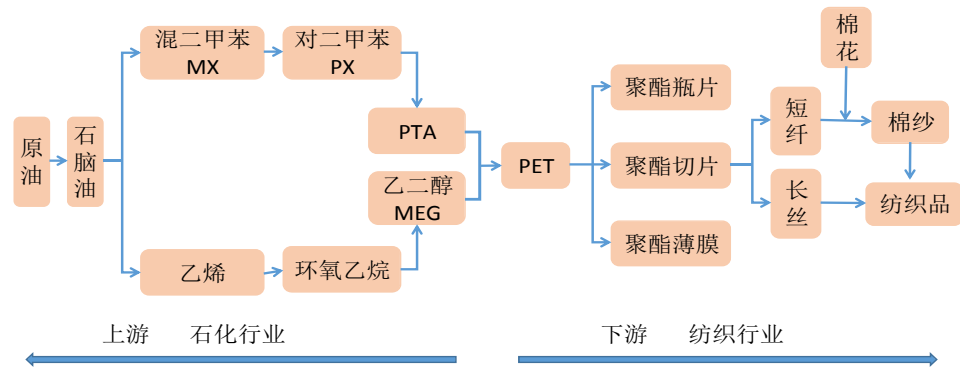 原油
石脑油
混二甲苯
MX
对二甲苯
PX
PTA
乙二醇
MEG
乙烯
环氧乙烷
PET
聚酯瓶片
聚酯切片
聚酯薄膜
短纤
长丝
棉花
棉纱
纺织品
上游 石化行业
下游 纺织行业